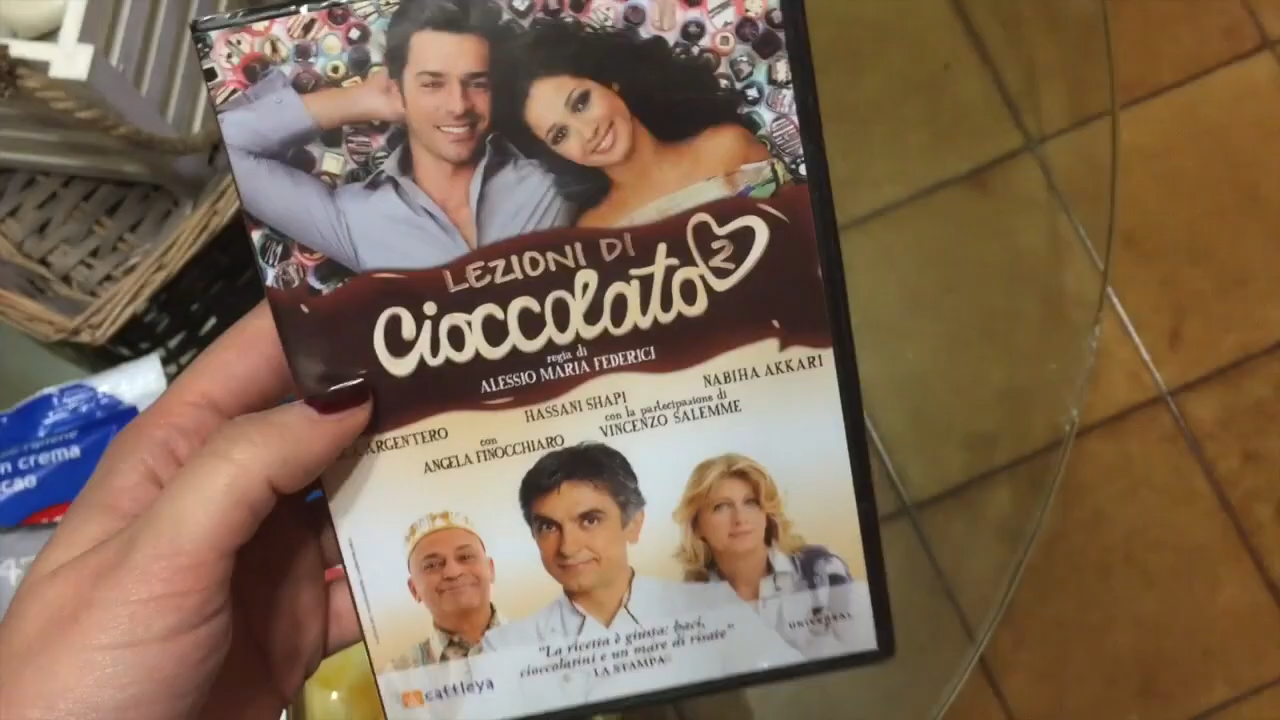 LEZIONI DI
Cioccolato 2
regia di
ALESSIO MARIA FEDERICI
ARGENTERO
HASSANI SHAPI
NABIHA AKKARI
con
ANGELA FINOCCHIARO
con la partecipazione di
VINCENZO SALEMME
"La ricetta è giusta: baci,
cioccolatini e un mare di risate"
LA STAMPA
cattleya
UNIVERSAL
n crema
cao